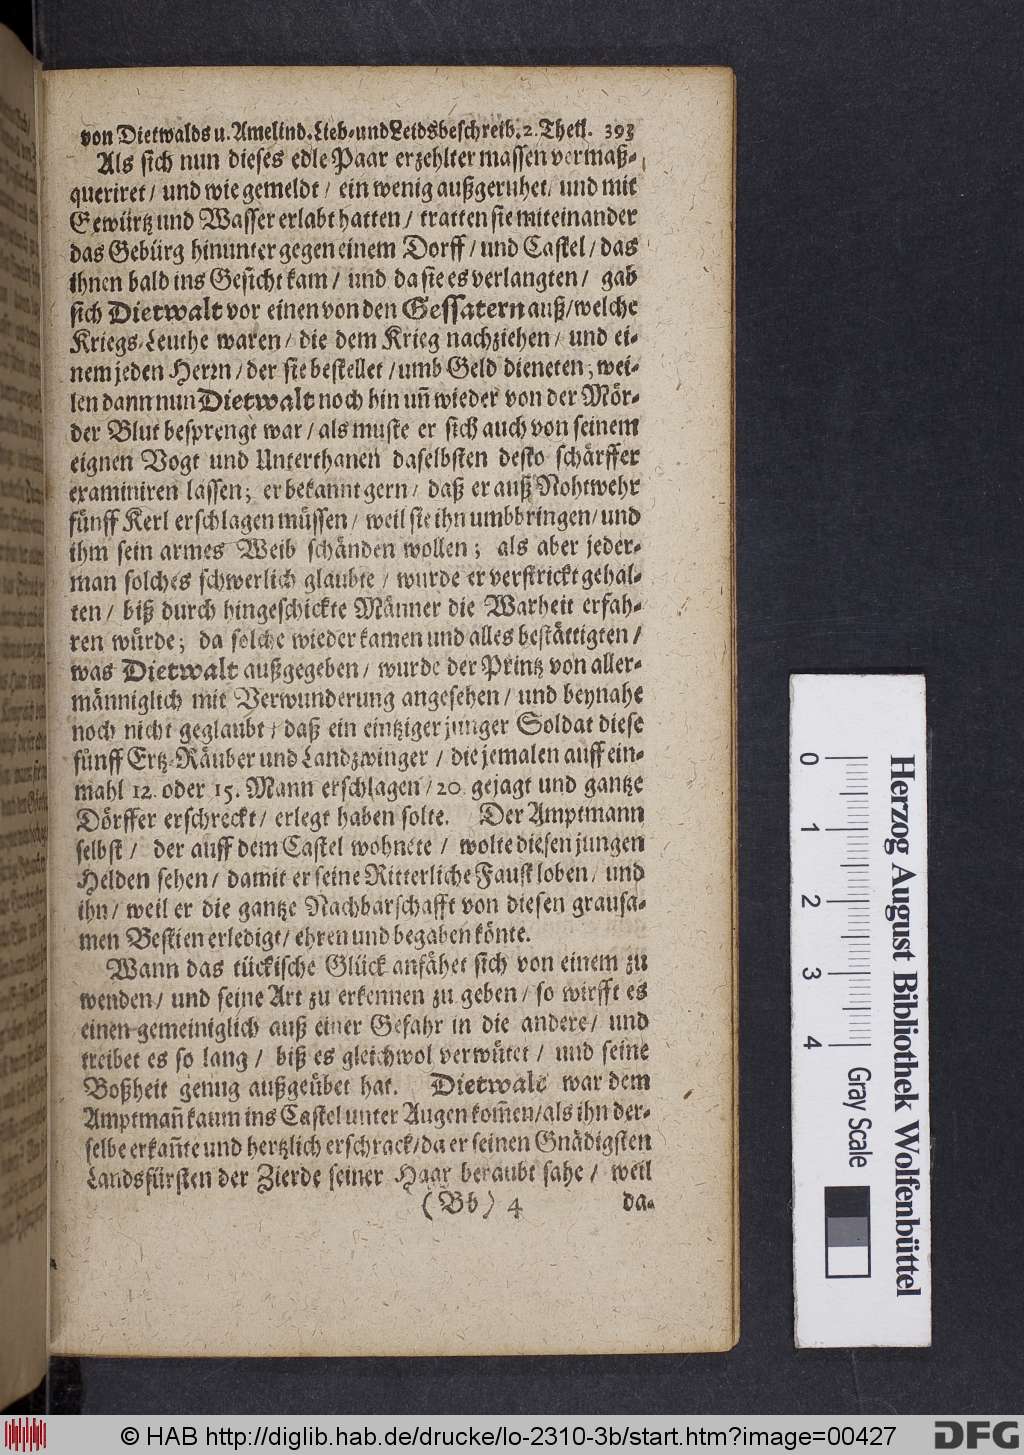 von Dietwalds u. Amelind. Lieb- und Leidsbeschreib. 2. Theil. 393
Als sich nun dieses edle Paar erzehlter massen vermaß-
queriret / und wie gemeldt / ein wenig außgeruhet / und mit
Gewürtz und Wasser erlabt hatten / tratten sie miteinander
das Gebürg hinunter gegen einem Dorff / und Castel / das
ihnen bald ins Gesicht kam / und da sie es verlangten / gab
sich Dietwalt vor einen von den Gessatern auß / welche
Kriegs-Leuthe waren / die dem Krieg nachziehen / und ei-
nem jeden Herrn / der sie bestellet / umb Geld dieneten; wei-
len dann nun Dietwalt noch hin uñ wieder von der Mör-
der Blut besprengt war / als muste er sich auch von seinem
eignen Vogt und Unterthanen daselbsten desto schärffer
examiniren lassen; er bekannt gern / daß er auß Nohtwehr
fünff Kerl erschlagen müssen / weil sie ihn umbbringen / und
ihm sein armes Weib schänden wollen; als aber jeder-
man solches schwerlich glaubte / wurde er verstrickt gehal-
ten / biß durch hingeschickte Männer die Warheit erfah-
ren würde; da solche wieder kamen und alles bestättigten /
was Dietwalt außgegeben / wurde der Printz von aller-
männiglich mit Verwunderung angesehen / und beynahe
noch nicht geglaubt / daß ein eintziger junger Soldat diese
fünff Ertz-Räuber und Landzwinger / die jemalen auff ein-
mahl 12. oder 15. Mann erschlagen / 20. gejagt und gantze
Dörffer erschreckt / erlegt haben solte. Der Amptmann
selbst / der auff dem Castel wohnete / wolte diesen jungen
Helden sehen / damit er seine Ritterliche Faust loben / und
ihn / weil er die gantze Nachbarschafft von diesen grausa-
men Bestien erledigt / ehren und begaben könte.
Wann das tückische Glück anfähet sich von einem zu
wenden / und seine Art zu erkennen zu geben / so wirfft es
einen gemeiniglich auß einer Gefahr in die andere / und
treibet es so lang / biß es gleichwol verwütet / und seine
Boßheit genug außgeübet hat. Dietwalt war dem
Amptmañ kaum ins Castel unter Augen kom̃en / als ihn der-
selbe erkañte und hertzlich erschrack / da er seinen Gnädigsten
Landsfürsten der Zierde seiner Haar beraubt sahe / weil
(Bb) 4 da-
0 1 2 3 4 Gray Scale
Herzog August Bibliothek Wolfenbüttel
© HAB http://diglib.hab.de/drucke/lo-2310-3b/start.htm?image=00427
DFG